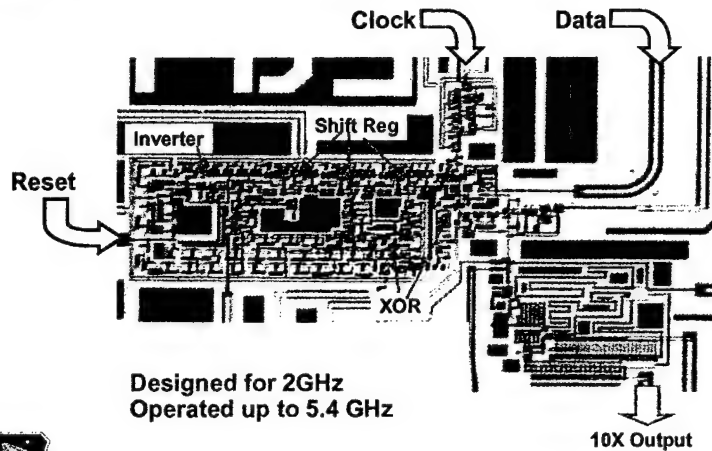 Clock
Data
Inverter
Shift Reg
Reset
XOR
Designed for 2GHz
Operated up to 5.4 GHz
10X Output